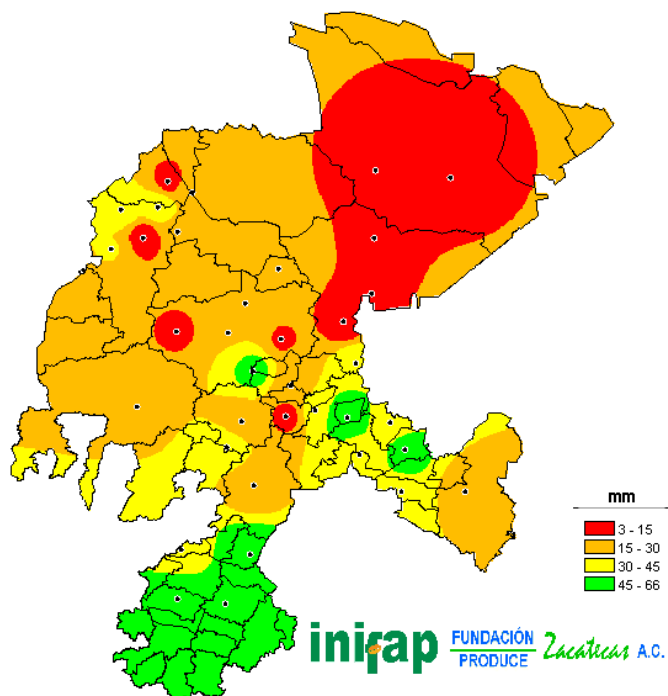 mm
3 - 15
15 - 30
30 - 45
45 - 66
inifap
FUNDACIÓN
PRODUCE
Zacatecas A.C.